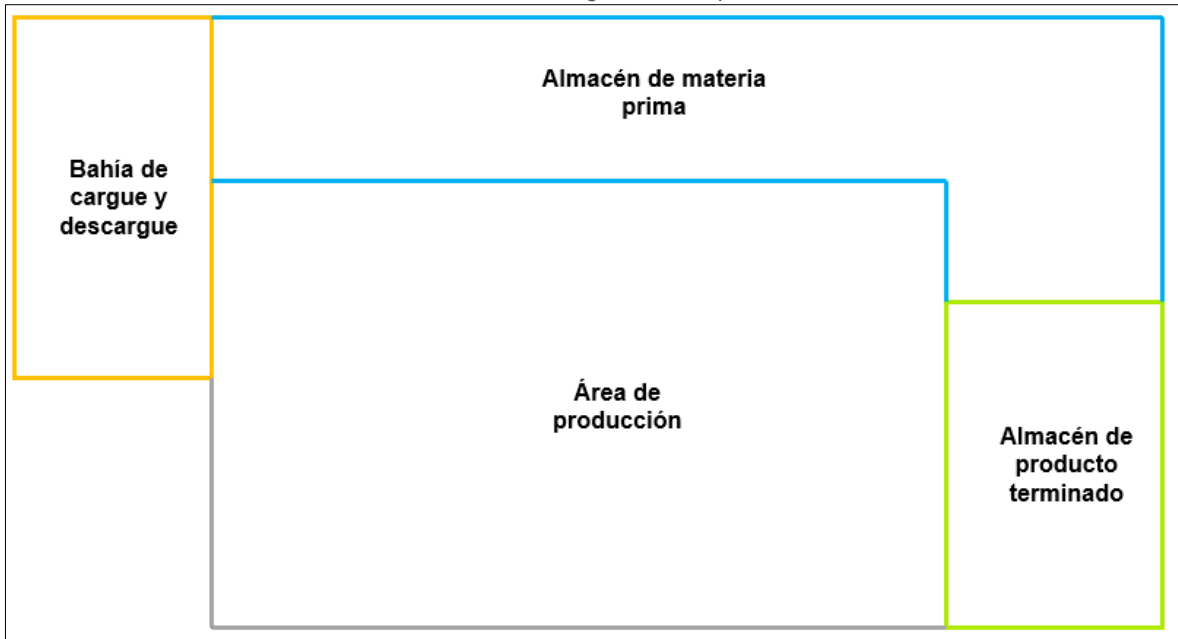 Almacén de materia
prima
Bahía de
cargue y
descargue
Área de
producción
Almacén de
producto
terminado